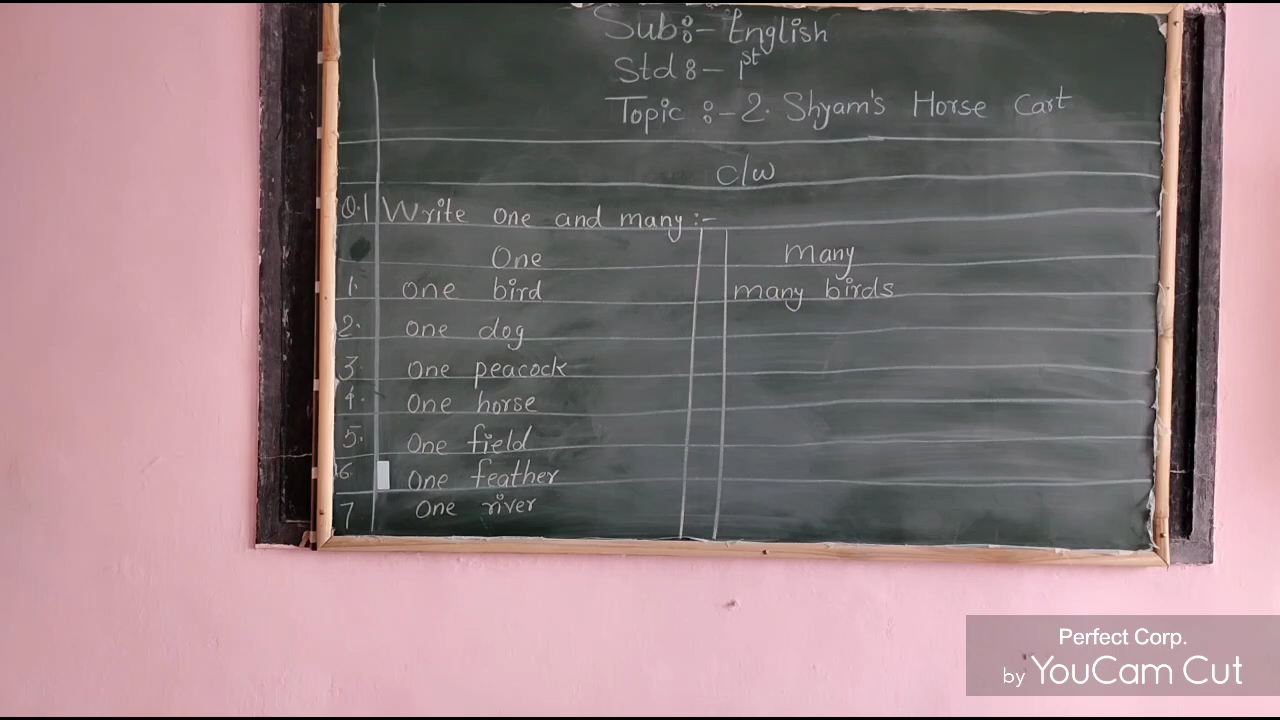 Sub:- English
Std :- 1st
Topic :- 2. Shyam's Horse Cart
c/w
Q.1 Write one and many :-
One many
1. one bird many birds
2. one dog
3. One peacock
4. One horse
5. One field
6. One feather
7 One river
Perfect Corp.
by YouCam Cut